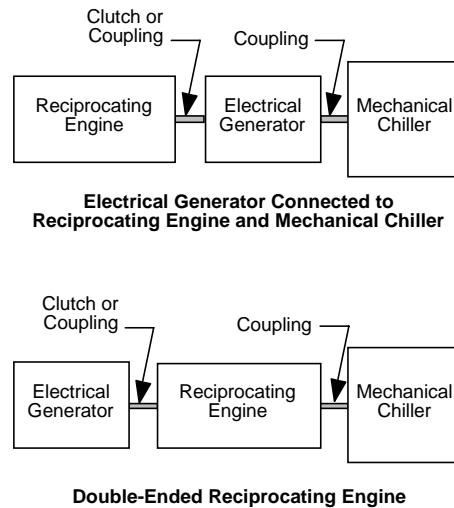 Clutch or
Coupling
Coupling
Reciprocating
Engine
Electrical
Generator
Mechanical
Chiller
Electrical Generator Connected to
Reciprocating Engine and Mechanical Chiller
Clutch or
Coupling
Coupling
Electrical
Generator
Reciprocating
Engine
Mechanical
Chiller
Double-Ended Reciprocating Engine